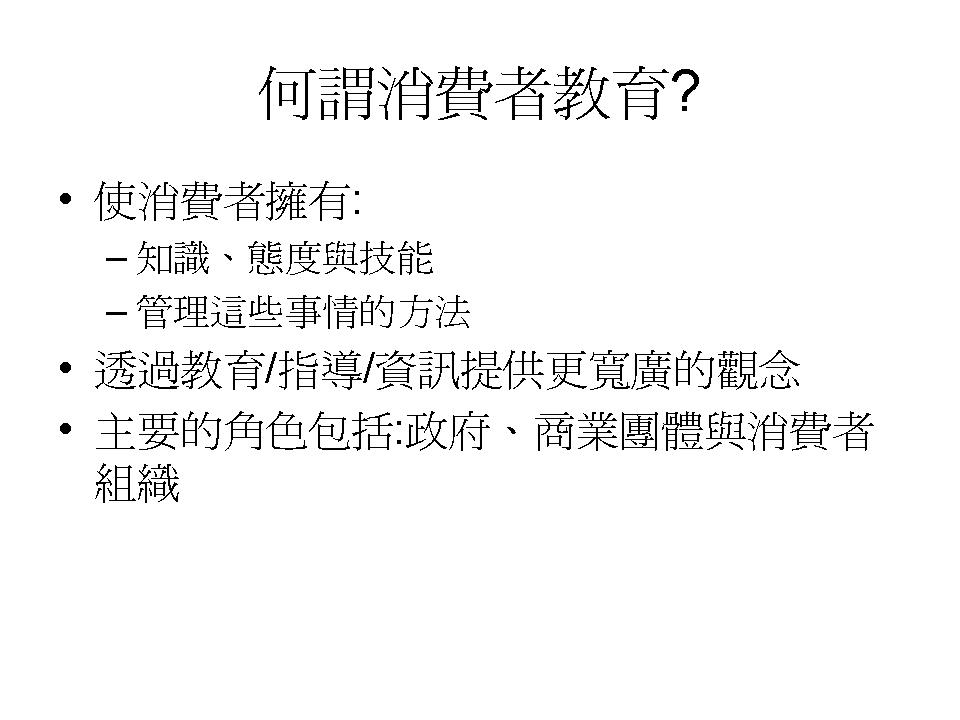 何謂消費者教育?
• 使消費者擁有:
– 知識、態度與技能
– 管理這些事情的方法
• 透過教育/指導/資訊提供更寬廣的觀念
• 主要的角色包括:政府、商業團體與消費者
組織